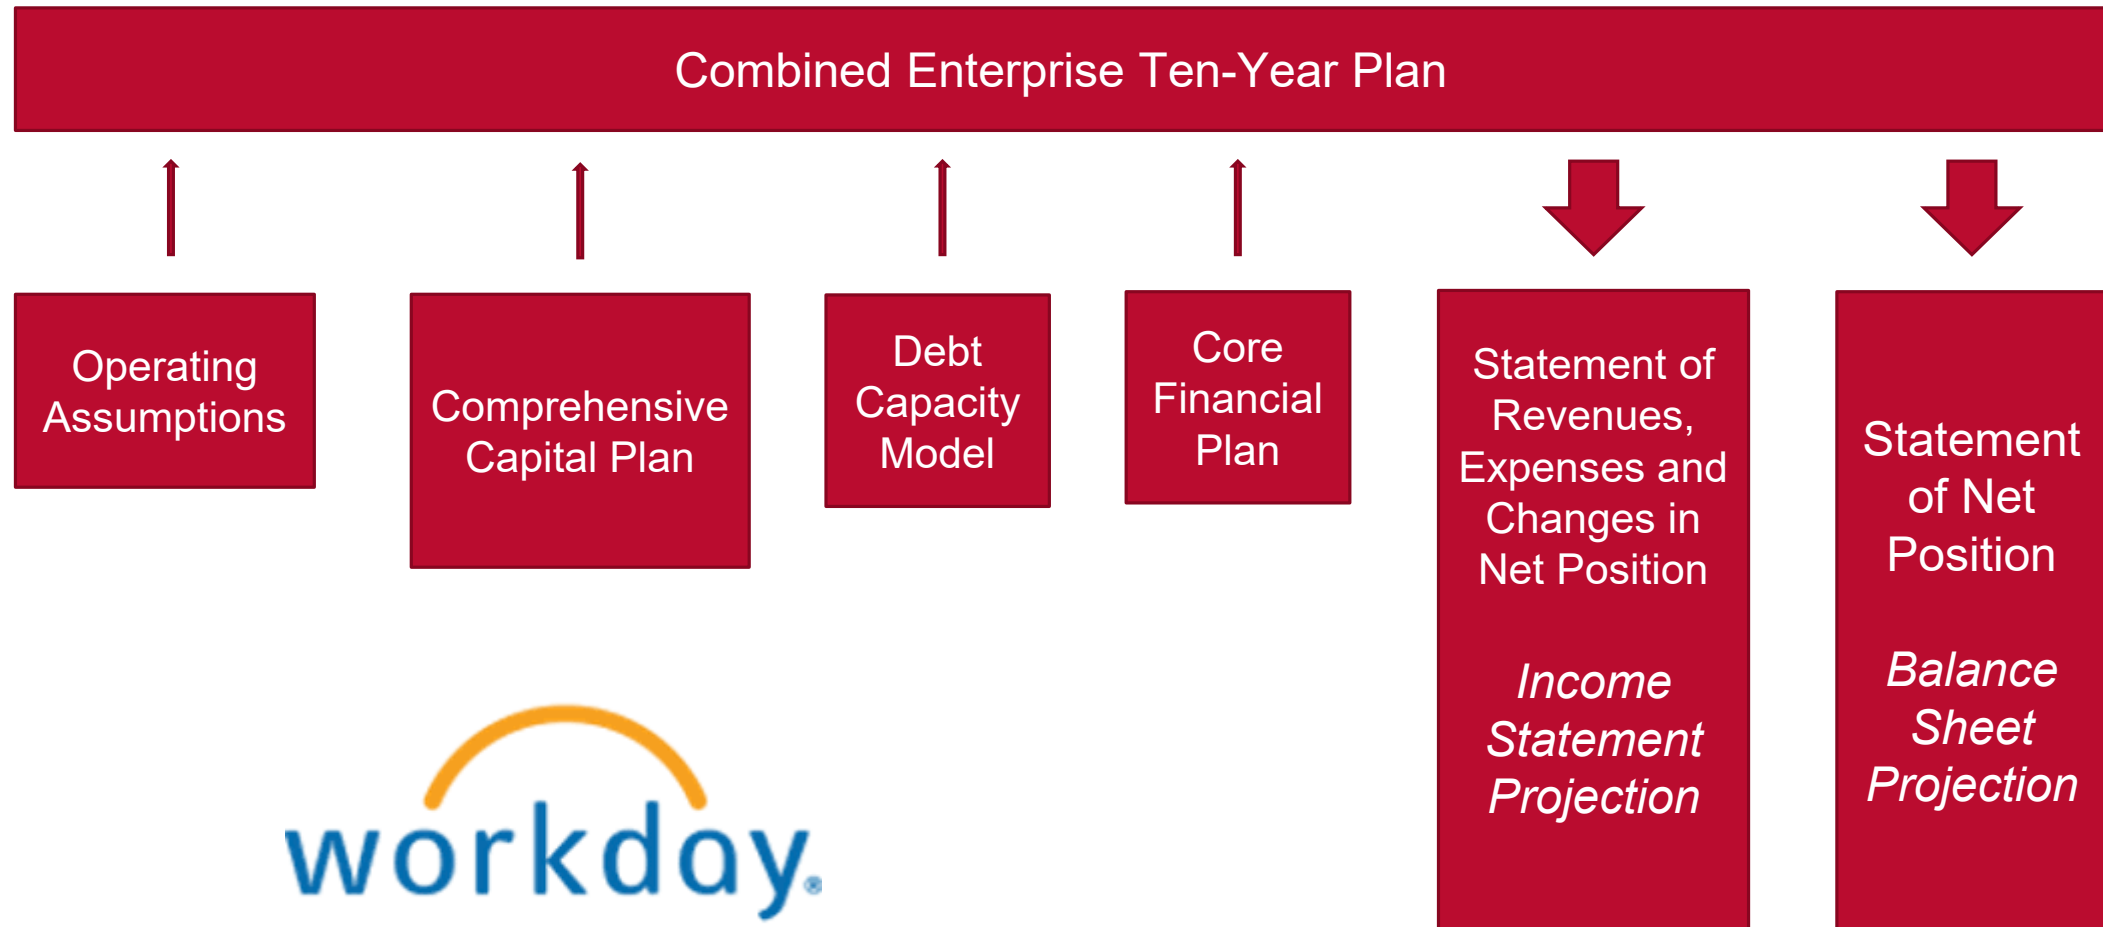 Combined Enterprise Ten-Year Plan
Operating
Assumptions
Comprehensive
Capital Plan
Debt
Capacity
Model
Core
Financial
Plan
Statement of
Revenues,
Expenses and
Changes in
Net Position
Income
Statement
Projection
Statement
of Net
Position
Balance
Sheet
Projection
workday®